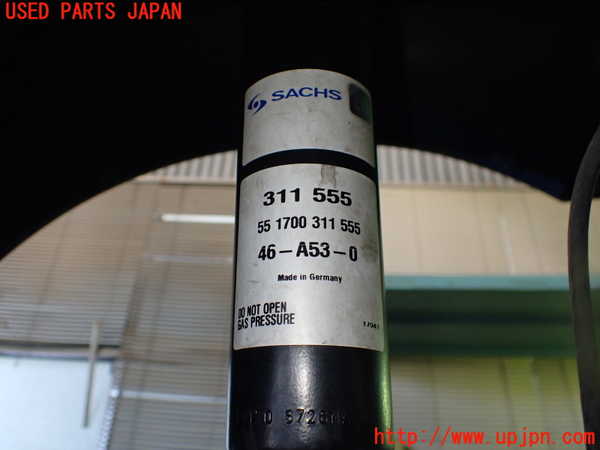 USED PARTS JAPAN
SACHS
311 555
55 1700 311 555
46-A53-0
Made in Germany
DO NOT OPEN
GAS PRESSURE
http://www.upjpn.com/